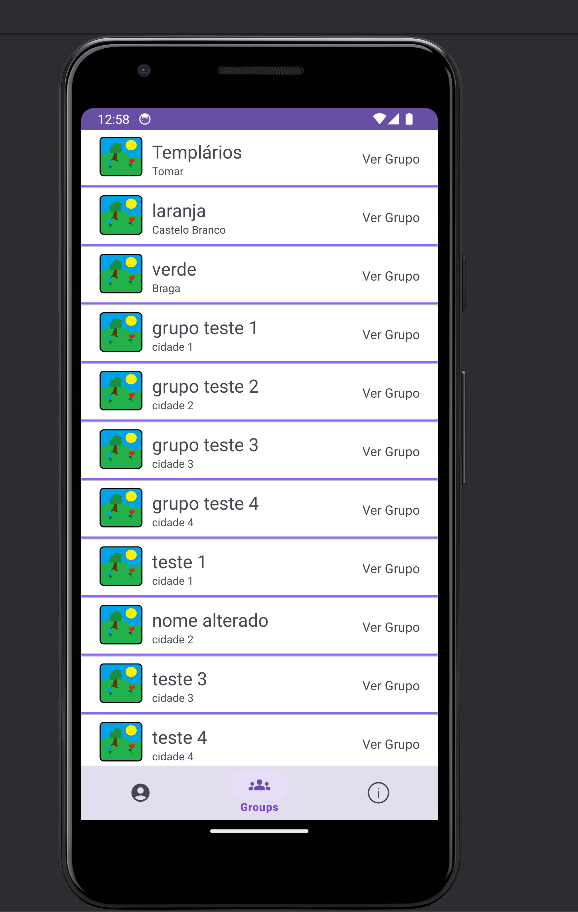 12:58
Templários
Tomar
Ver Grupo
laranja
Castelo Branco
Ver Grupo
verde
Braga
Ver Grupo
grupo teste 1
cidade 1
Ver Grupo
grupo teste 2
cidade 2
Ver Grupo
grupo teste 3
cidade 3
Ver Grupo
grupo teste 4
cidade 4
Ver Grupo
teste 1
cidade 1
Ver Grupo
nome alterado
cidade 2
Ver Grupo
teste 3
cidade 3
Ver Grupo
teste 4
cidade 4
Ver Grupo
Groups